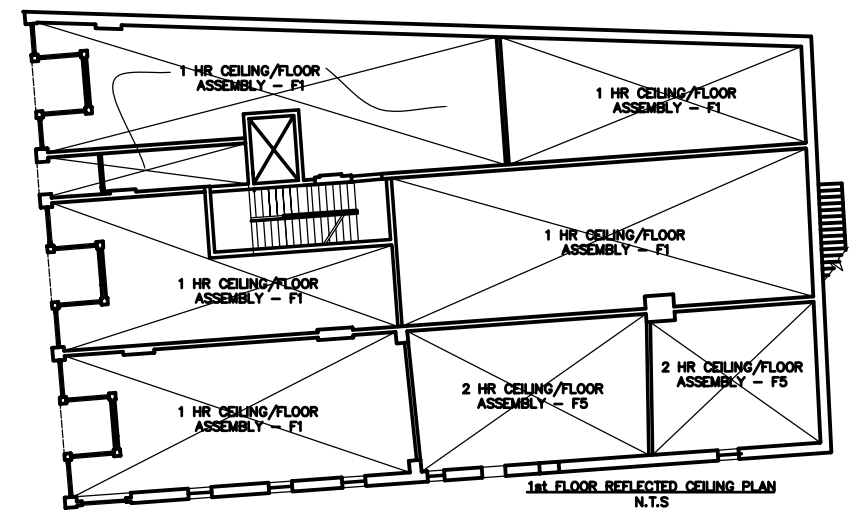 1 HR CEILING/FLOOR
ASSEMBLY - F1
1 HR CEILING/FLOOR
ASSEMBLY - F1
1 HR CEILING/FLOOR
ASSEMBLY - F1
1 HR CEILING/FLOOR
ASSEMBLY - F1
2 HR CEILING/FLOOR
ASSEMBLY - F5
2 HR CEILING/FLOOR
ASSEMBLY - F5
1 HR CEILING/FLOOR
ASSEMBLY - F1
1st FLOOR REFLECTED CEILING PLAN
N.T.S